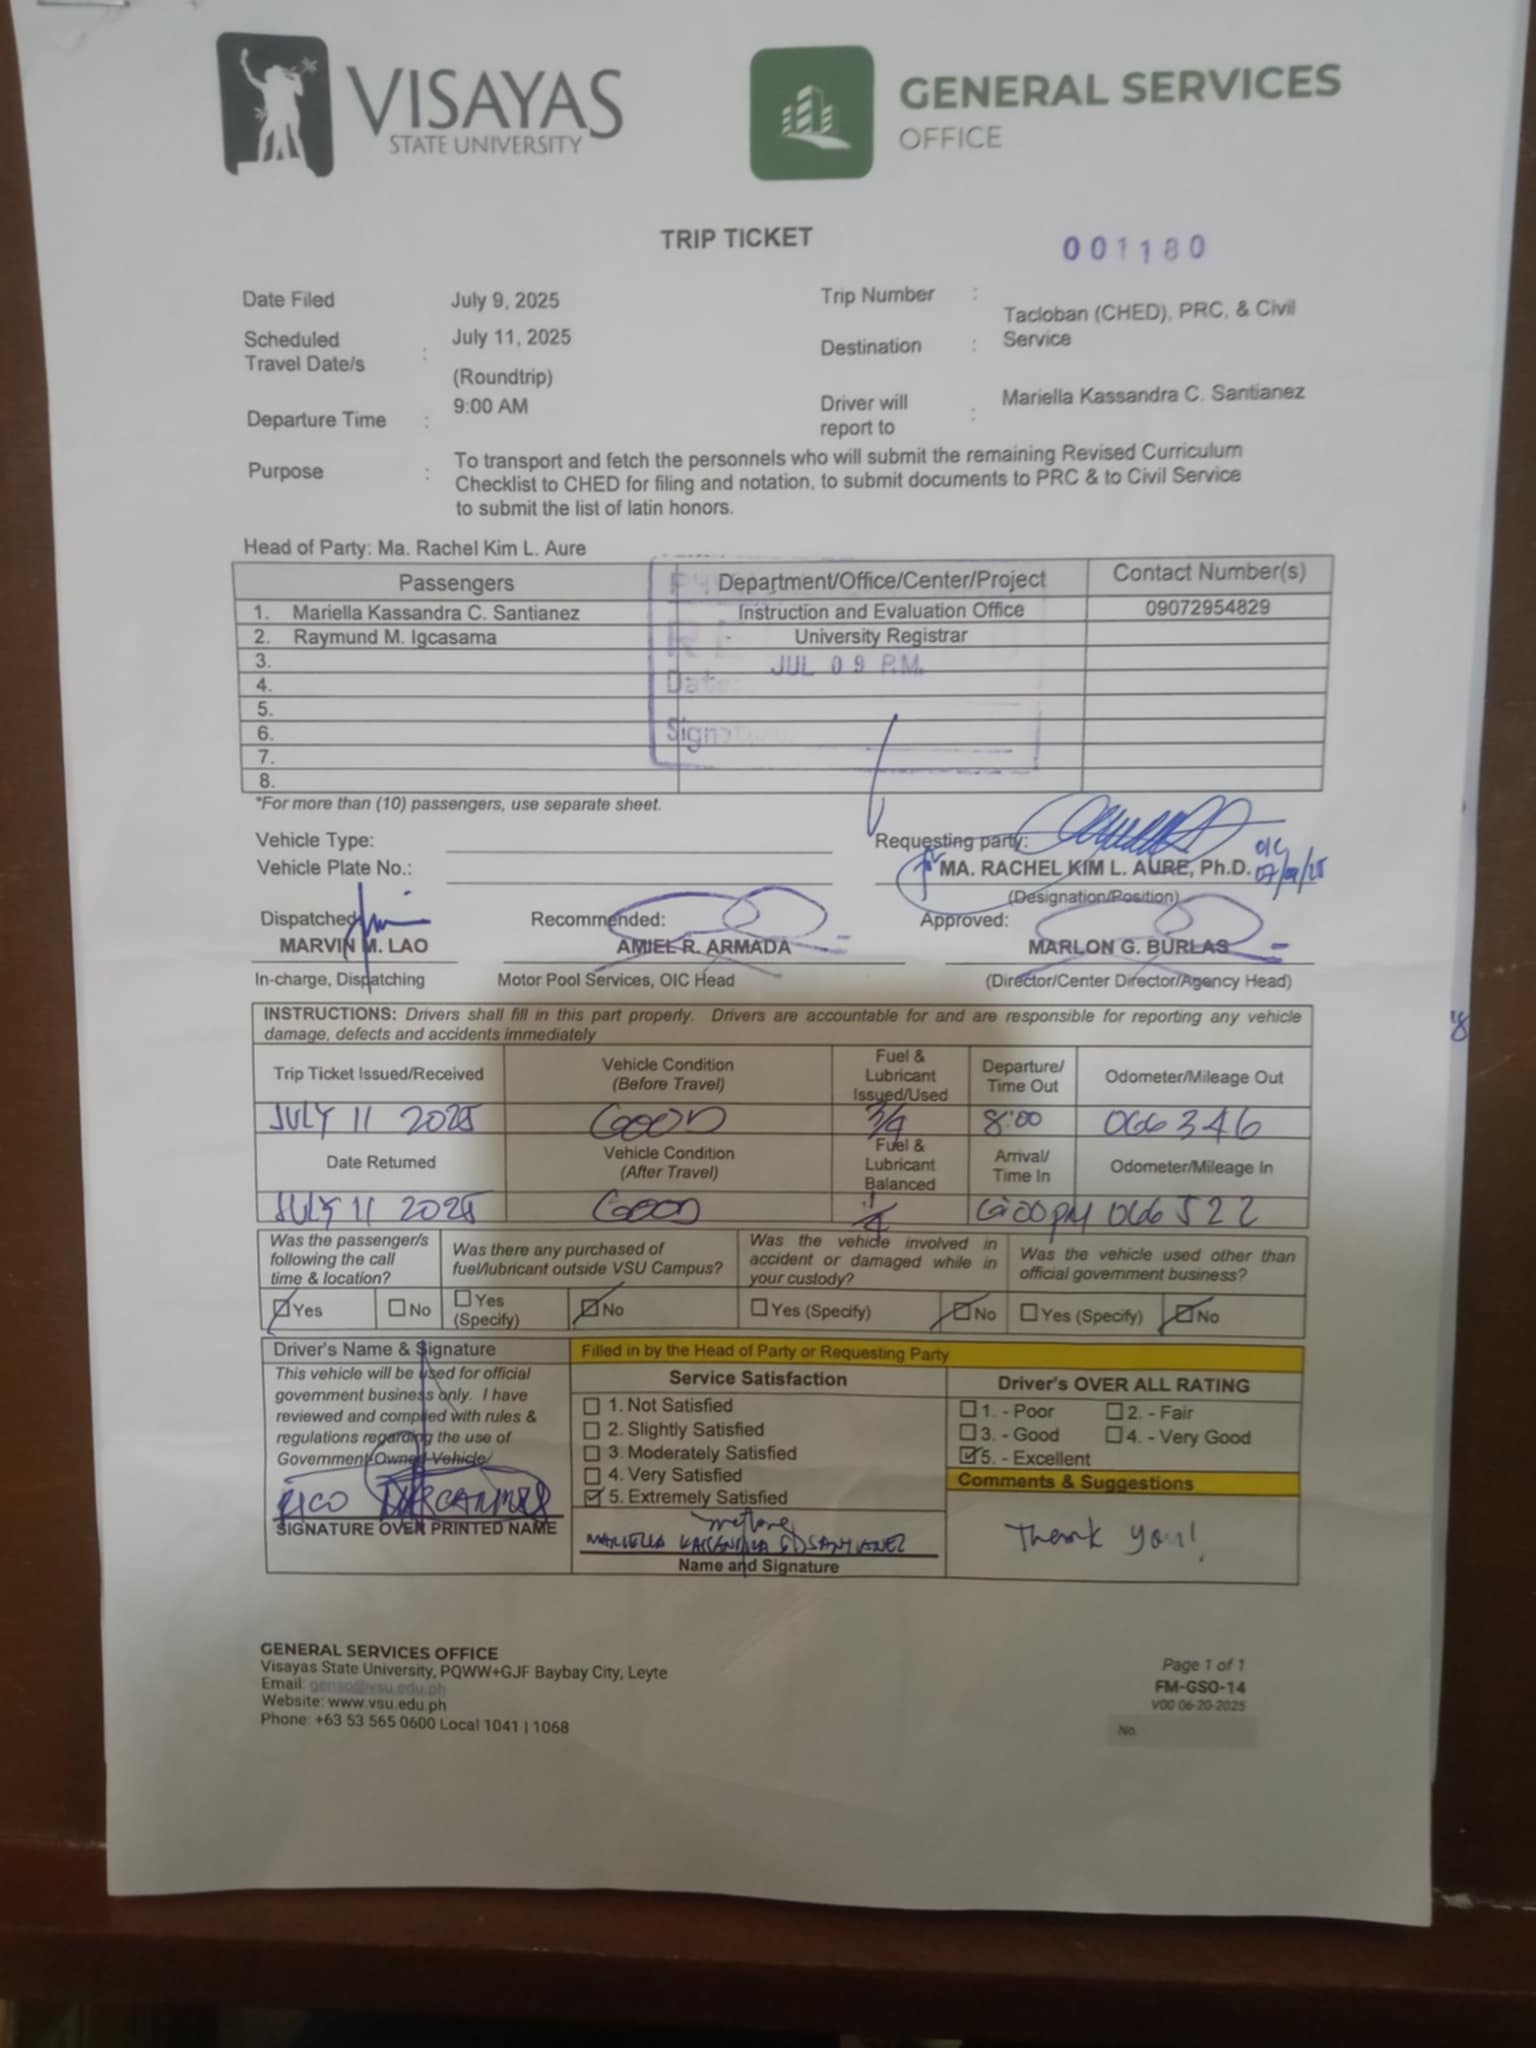 VISAYAS
STATE UNIVERSITY
GENERAL SERVICES
OFFICE
TRIP TICKET
001180
Date Filed July 9, 2025
Trip Number :
Scheduled Travel Date/s : July 11, 2025 (Roundtrip)
Destination : Tacloban (CHED), PRC, & Civil Service
Departure Time : 9:00 AM
Driver will report to : Mariella Kassandra C. Santianez
Purpose : To transport and fetch the personnels who will submit the remaining Revised Curriculum
Checklist to CHED for filing and notation, to submit documents to PRC & to Civil Service
to submit the list of latin honors.
Head of Party: Ma. Rachel Kim L. Aure
Passengers Department/Office/Center/Project Contact Number(s)
1. Mariella Kassandra C. Santianez Instruction and Evaluation Office 09072954829
2. Raymund M. Igcasama University Registrar
3.
JUL 09 P.M.
4.
Date:
5.
6.
7.
8.
*For more than (10) passengers, use separate sheet.
Vehicle Type:
Requesting party:
Vehicle Plate No.:
for MA. RACHEL KIM L. AURE, Ph.D. OIC
(Designation/Position)
Dispatched Recommended: Approved:
MARVIN M. LAO AMIEL R. ARMADA MARLON G. BURLAS
In-charge, Dispatching Motor Pool Services, OIC Head (Director/Center Director/Agency Head)
INSTRUCTIONS: Drivers shall fill in this part properly. Drivers are accountable for and are responsible for reporting any vehicle
damage, defects and accidents immediately
Trip Ticket Issued/Received Vehicle Condition (Before Travel) Fuel & Lubricant Issued/Used Departure/ Time Out Odometer/Mileage Out
JULY 11 2025 GOOD 3/4 8:00 066346
Date Returned Vehicle Condition (After Travel) Fuel & Lubricant Balanced Arrival/ Time In Odometer/Mileage In
JULY 11 2025 GOOD 1/4 6:00PM 066522
Was the passenger/s following the call time & location? Was there any purchased of fuel/lubricant outside VSU Campus? Was the vehicle involved in accident or damaged while in your custody? Was the vehicle used other than official government business?
Yes No Yes (Specify) No Yes (Specify) No Yes (Specify) No
Driver's Name & Signature
This vehicle will be used for official
government business only. I have
reviewed and complied with rules &
regulations regarding the use of
Government Owned Vehicle
RICO
SIGNATURE OVER PRINTED NAME
Filled in by the Head of Party or Requesting Party
Service Satisfaction
1. Not Satisfied
2. Slightly Satisfied
3. Moderately Satisfied
4. Very Satisfied
5. Extremely Satisfied
MARIELLA KASSANDRA C. SANTIANEZ
Name and Signature
Driver's OVER ALL RATING
1. - Poor 2. - Fair
3. - Good 4. - Very Good
5. - Excellent
Comments & Suggestions
Thank you!
GENERAL SERVICES OFFICE
Visayas State University, PQWW+GJF Baybay City, Leyte
Email: genso@vsu.edu.ph
Website: www.vsu.edu.ph
Phone: +63 53 565 0600 Local 1041 | 1068
Page 1 of 1
FM-GSO-14
V00 06-20-2025
No.